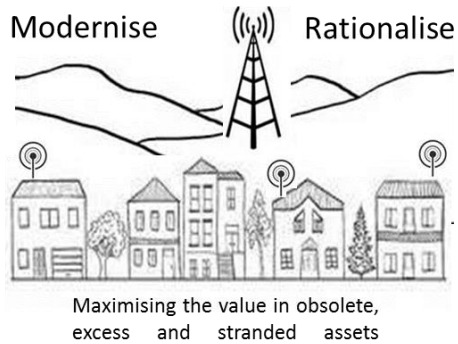 Modernise Rationalise
Maximising the value in obsolete,
excess and stranded assets